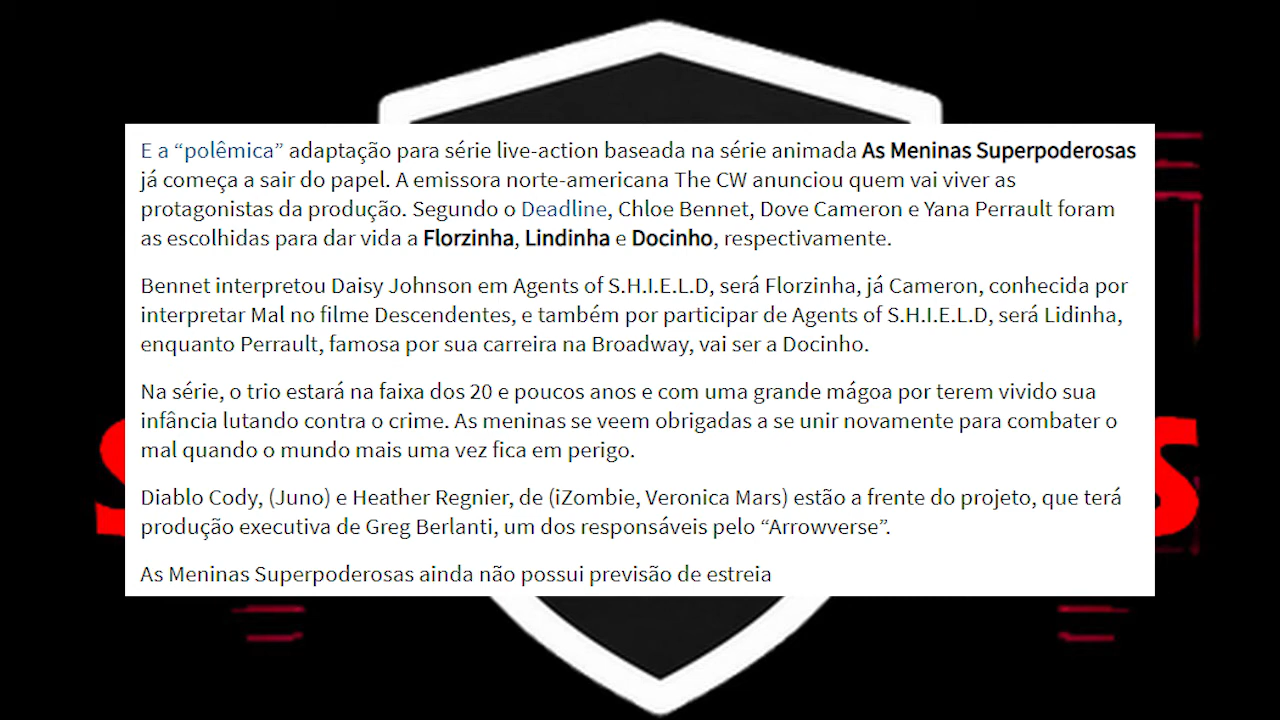 E a “polêmica” adaptação para série live-action baseada na série animada As Meninas Superpoderosas
já começa a sair do papel. A emissora norte-americana The CW anunciou quem vai viver as
protagonistas da produção. Segundo o Deadline, Chloe Bennet, Dove Cameron e Yana Perrault foram
as escolhidas para dar vida a Florzinha, Lindinha e Docinho, respectivamente.
Bennet interpretou Daisy Johnson em Agents of S.H.I.E.L.D, será Florzinha, já Cameron, conhecida por
interpretar Mal no filme Descendentes, e também por participar de Agents of S.H.I.E.L.D, será Lidinha,
enquanto Perrault, famosa por sua carreira na Broadway, vai ser a Docinho.
Na série, o trio estará na faixa dos 20 e poucos anos e com uma grande mágoa por terem vivido sua
infância lutando contra o crime. As meninas se veem obrigadas a se unir novamente para combater o
mal quando o mundo mais uma vez fica em perigo.
Diablo Cody, (Juno) e Heather Regnier, de (iZombie, Veronica Mars) estão a frente do projeto, que terá
produção executiva de Greg Berlanti, um dos responsáveis pelo “Arrowverse”.
As Meninas Superpoderosas ainda não possui previsão de estreia